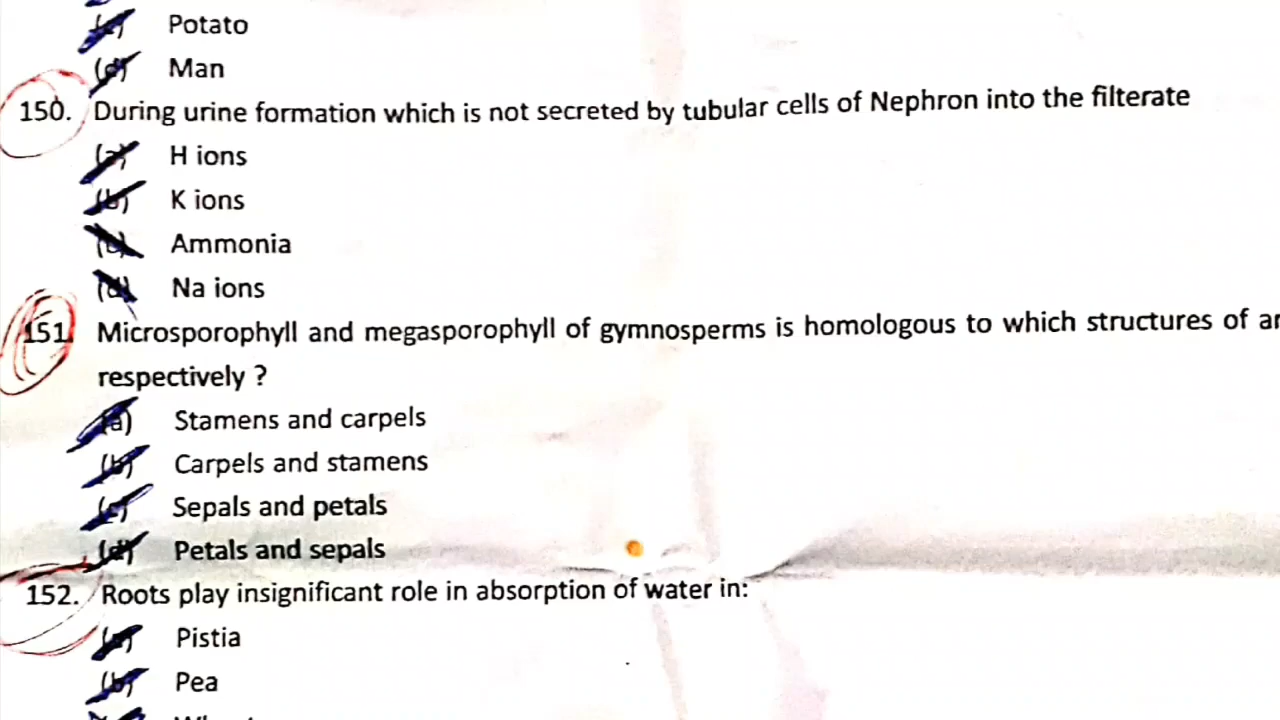 Potato
(d) Man
150. During urine formation which is not secreted by tubular cells of Nephron into the filterate
(a) H ions
(b) K ions
(c) Ammonia
(d) Na ions
151. Microsporophyll and megasporophyll of gymnosperms is homologous to which structures of
respectively ?
(a) Stamens and carpels
(b) Carpels and stamens
(c) Sepals and petals
(d) Petals and sepals
152. Roots play insignificant role in absorption of water in:
(a) Pistia
(b) Pea